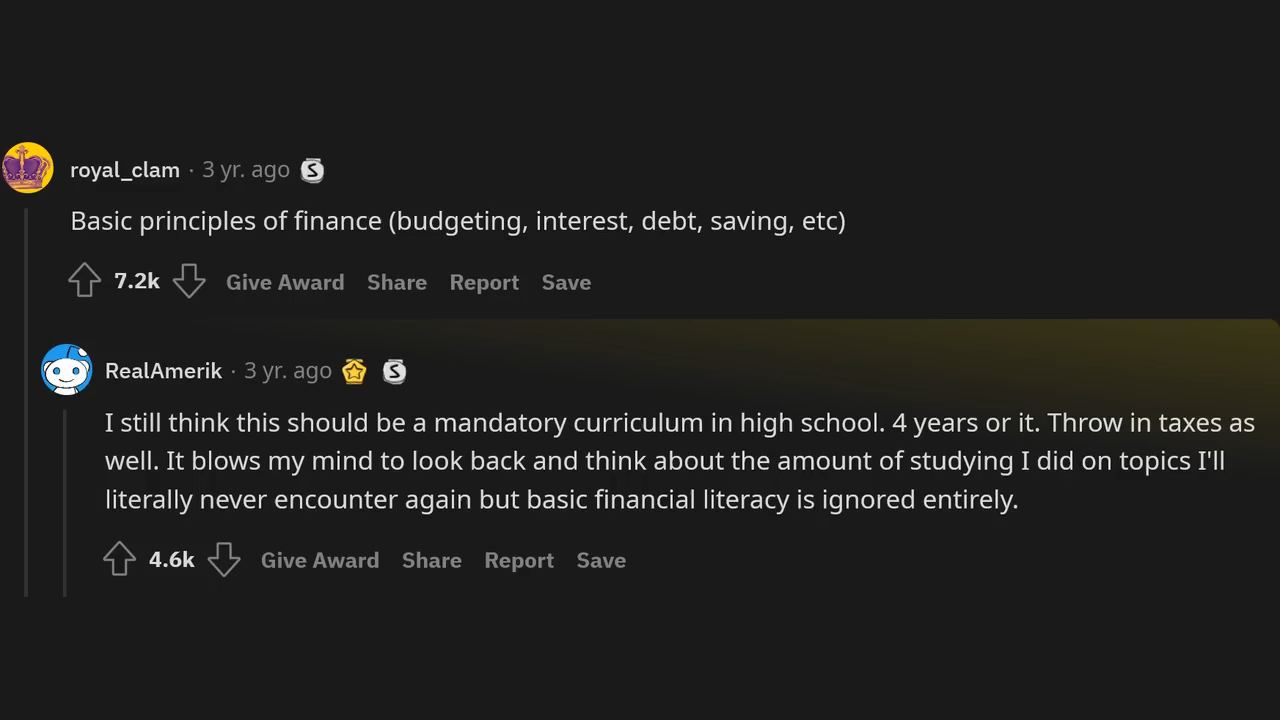 royal_clam · 3 yr. ago S
Basic principles of finance (budgeting, interest, debt, saving, etc)
7.2k Give Award Share Report Save
RealAmerik · 3 yr. ago S
I still think this should be a mandatory curriculum in high school. 4 years or it. Throw in taxes as
well. It blows my mind to look back and think about the amount of studying I did on topics I'll
literally never encounter again but basic financial literacy is ignored entirely.
4.6k Give Award Share Report Save